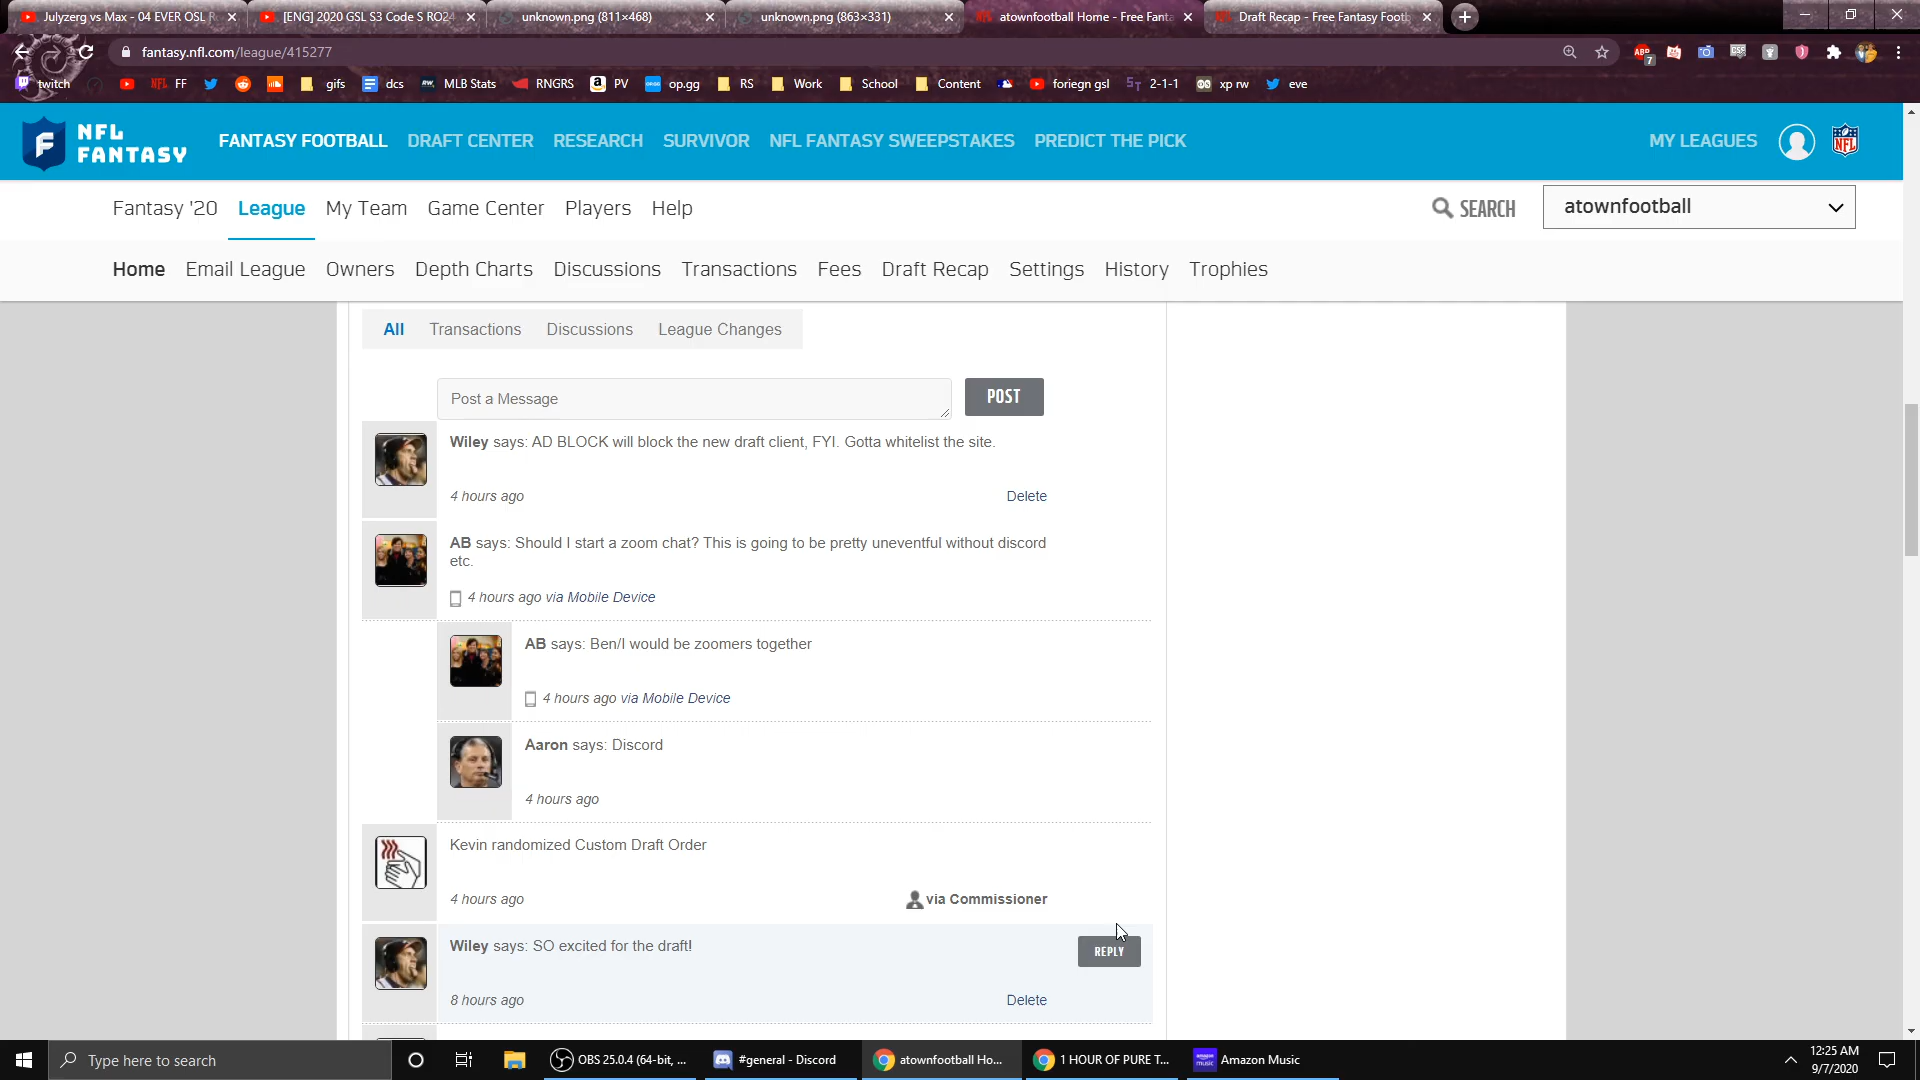 Julyzerg vs Max - 04 EVER OSL R
[ENG] 2020 GSL S3 Code S RO24
unknown.png (811×468)
unknown.png (863×331)
atownfootball Home - Free Fanta
Draft Recap - Free Fantasy Footb
fantasy.nfl.com/league/415277
ABP
7
twitch
NFL FF
gifs
dcs
RW MLB Stats
RNGRS
a PV
OP.GG op.gg
RS
Work
School
Content
foriegn gsl
ST 2-1-1
xp rw
eve
F NFL FANTASY
FANTASY FOOTBALL DRAFT CENTER RESEARCH SURVIVOR NFL FANTASY SWEEPSTAKES PREDICT THE PICK
MY LEAGUES
NFL
Fantasy '20 League My Team Game Center Players Help
SEARCH
atownfootball
Home Email League Owners Depth Charts Discussions Transactions Fees Draft Recap Settings History Trophies
All Transactions Discussions League Changes
Post a Message
POST
Wiley says: AD BLOCK will block the new draft client, FYI. Gotta whitelist the site.
4 hours ago
Delete
AB says: Should I start a zoom chat? This is going to be pretty uneventful without discord
etc.
4 hours ago via Mobile Device
AB says: Ben/I would be zoomers together
4 hours ago via Mobile Device
Aaron says: Discord
4 hours ago
Kevin randomized Custom Draft Order
4 hours ago
via Commissioner
Wiley says: SO excited for the draft!
REPLY
8 hours ago
Delete
Type here to search
OBS 25.0.4 (64-bit, ...
#general - Discord
atownfootball Ho...
1 HOUR OF PURE T...
amazon music Amazon Music
12:25 AM
9/7/2020